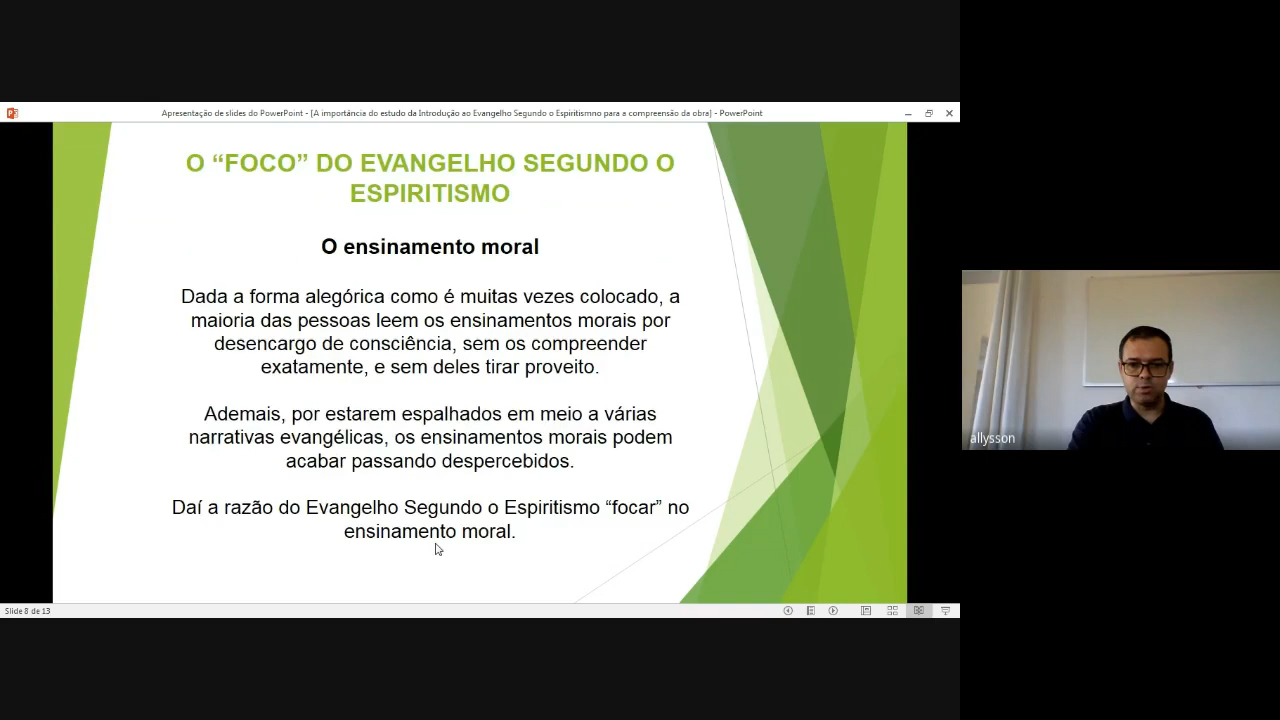 Apresentação de slides do PowerPoint - [A importância do estudo da Introdução ao Evangelho Segundo o Espiritismno para a compreensão da obra] - PowerPoint
O “FOCO” DO EVANGELHO SEGUNDO O
ESPIRITISMO
O ensinamento moral
Dada a forma alegórica como é muitas vezes colocado, a
maioria das pessoas leem os ensinamentos morais por
desencargo de consciência, sem os compreender
exatamente, e sem deles tirar proveito.
Ademais, por estarem espalhados em meio a várias
narrativas evangélicas, os ensinamentos morais podem
acabar passando despercebidos.
Daí a razão do Evangelho Segundo o Espiritismo “focar” no
ensinamento moral.
allysson
Slide 8 de 13